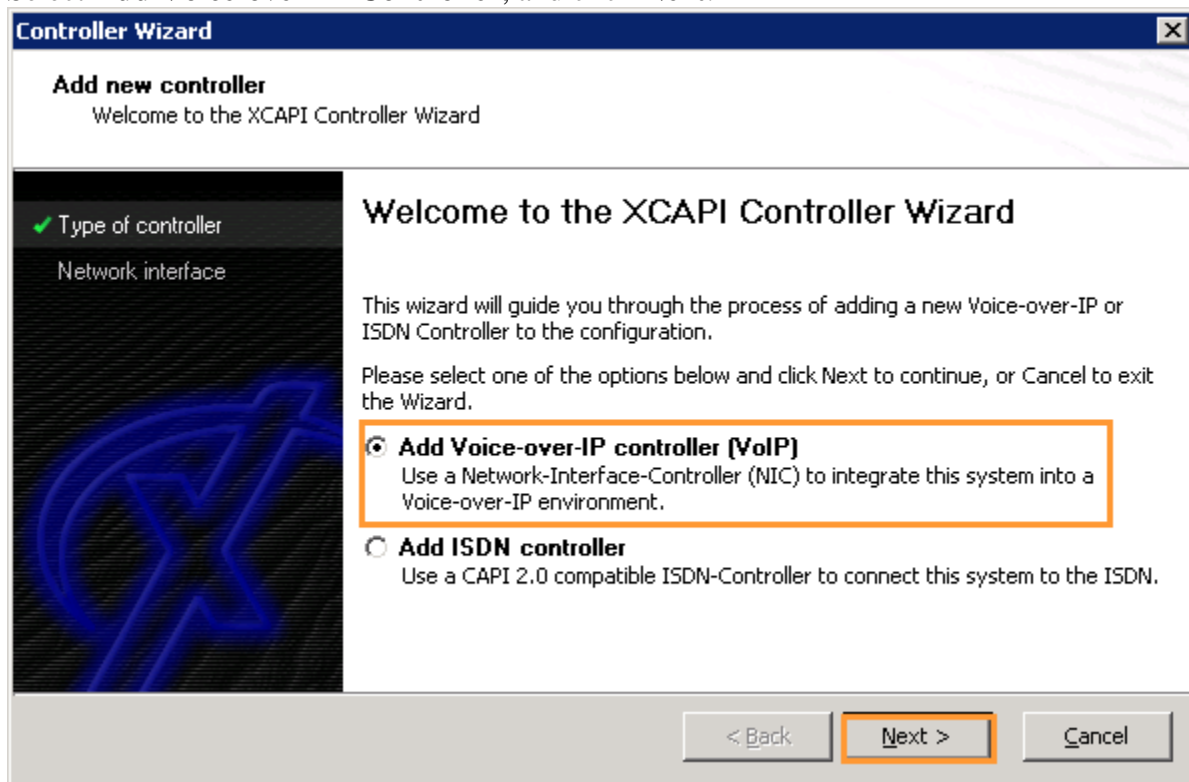 Controller Wizard
Add new controller
Welcome to the XCAPI Controller Wizard
Type of controller
Network interface
Welcome to the XCAPI Controller Wizard
This wizard will guide you through the process of adding a new Voice-over-IP or
ISDN Controller to the configuration.
Please select one of the options below and click Next to continue, or Cancel to exit
the Wizard.
Add Voice-over-IP controller (VoIP)
Use a Network-Interface-Controller (NIC) to integrate this system into a
Voice-over-IP environment.
Add ISDN controller
Use a CAPI 2.0 compatible ISDN-Controller to connect this system to the ISDN.
< Back Next > Cancel